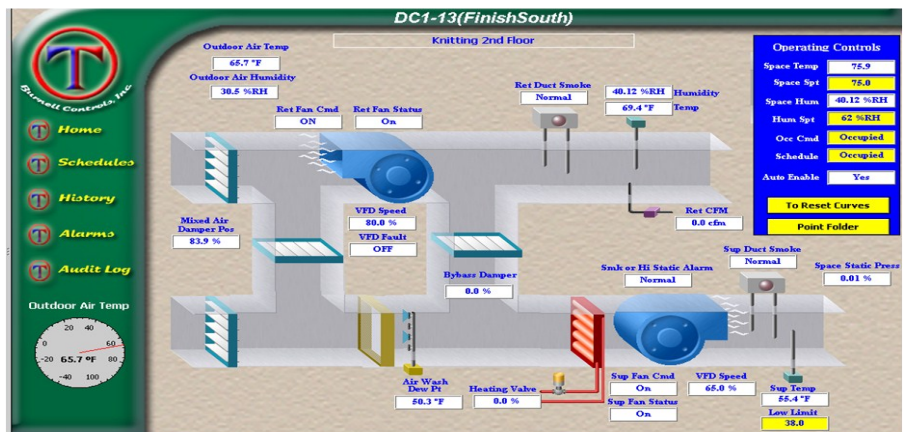 DC1-13(FinishSouth)
Knitting 2nd Floor
T
Burnell Controls, Inc
T Home
T Schedules
T History
T Alarms
T Audit Log
Outdoor Air Temp
20 40
0 60
-20 65.7 ºF 80
-40 100
Outdoor Air Temp
65.7 °F
Outdoor Air Humidity
30.5 %RH
Ret Fan Cmd
ON
Ret Fan Status
On
Ret Duct Smoke
Normal
40.12 %RH Humidity
69.4 °F Temp
Mixed Air
Damper Pos
83.9 %
VFD Speed
80.0 %
VFD Fault
OFF
Ret CFM
0.0 cfm
Bybass Damper
0.0 %
Smk or Hi Static Alarm
Normal
Sup Duct Smoke
Normal
Space Static Press
0.01 %
Air Wash
Dew Pt
50.3 °F
Heating Valve
0.0 %
Sup Fan Cmd
On
Sup Fan Status
On
VFD Speed
65.0 %
Sup Temp
55.4 °F
Low Limit
38.0
Operating Controls
Space Temp 75.9
Space Spt 75.0
Space Hum 40.12 %RH
Hum Spt 62 %RH
Occ Cmd Occupied
Schedule Occupied
Auto Enable Yes
To Reset Curves
Point Folder